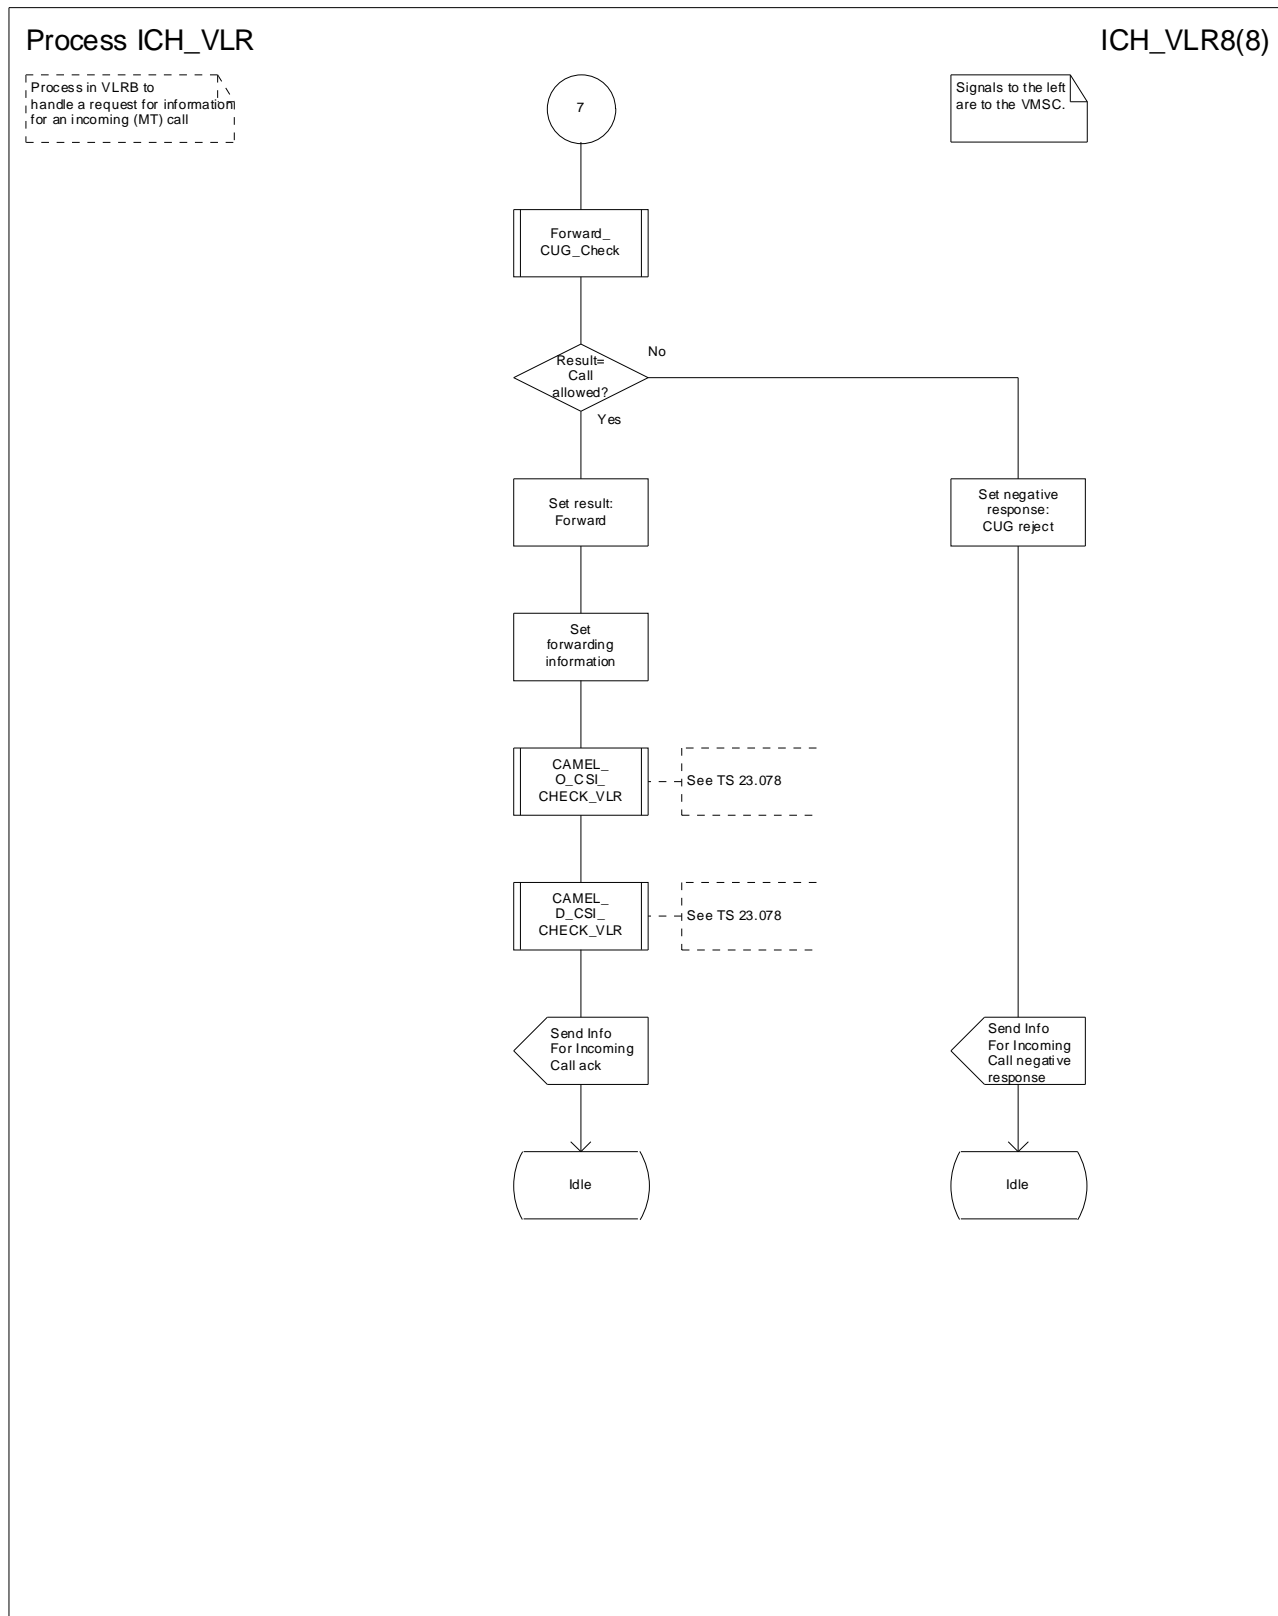 Process ICH_VLR
ICH_VLR8(8)
Process in VLRB to
handle a request for information
for an incoming (MT) call
7
Signals to the left
are to the VMSC.
Forward_
CUG_Check
Result=
Call
allowed?
No
Yes
Set result:
Forward
Set negative
response:
CUG reject
Set
forwarding
information
CAMEL_
O_CSI_
CHECK_VLR
See TS 23.078
CAMEL_
D_CSI_
CHECK_VLR
See TS 23.078
Send Info
For Incoming
Call ack
Send Info
For Incoming
Call negative
response
Idle
Idle